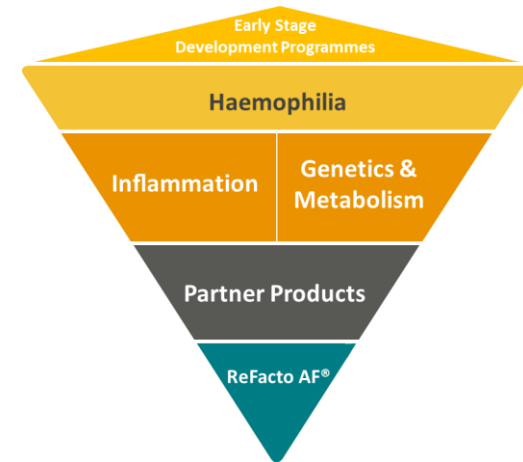 Early Stage
Development Programmes
Haemophilia
Inflammation
Genetics &
Metabolism
Partner Products
ReFacto AF®